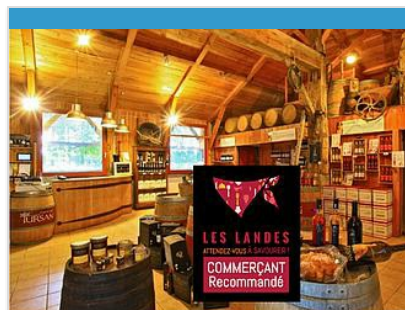 TURSAN
LES LANDES
ATTENDEZ-VOUS À SAVOURER !
COMMERÇANT
Recommandé